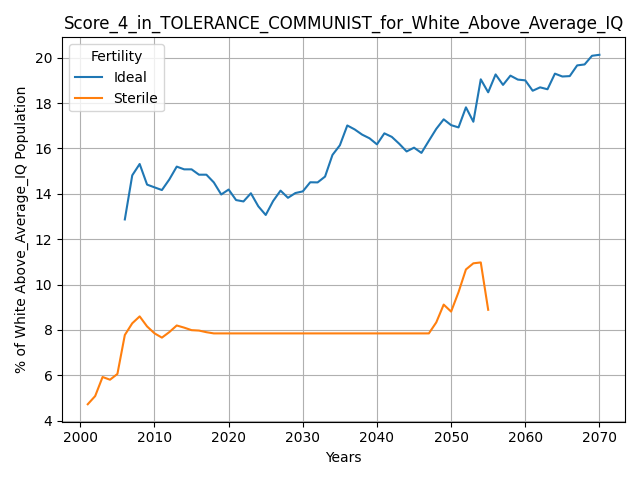 Score_4_in_TOLERANCE_COMMUNIST_for_White_Above_Average_IQ
Fertility
Ideal
Sterile
% of White Above_Average_IQ Population
20
18
16
14
12
10
8
6
4
2000 2010 2020 2030 2040 2050 2060 2070
Years